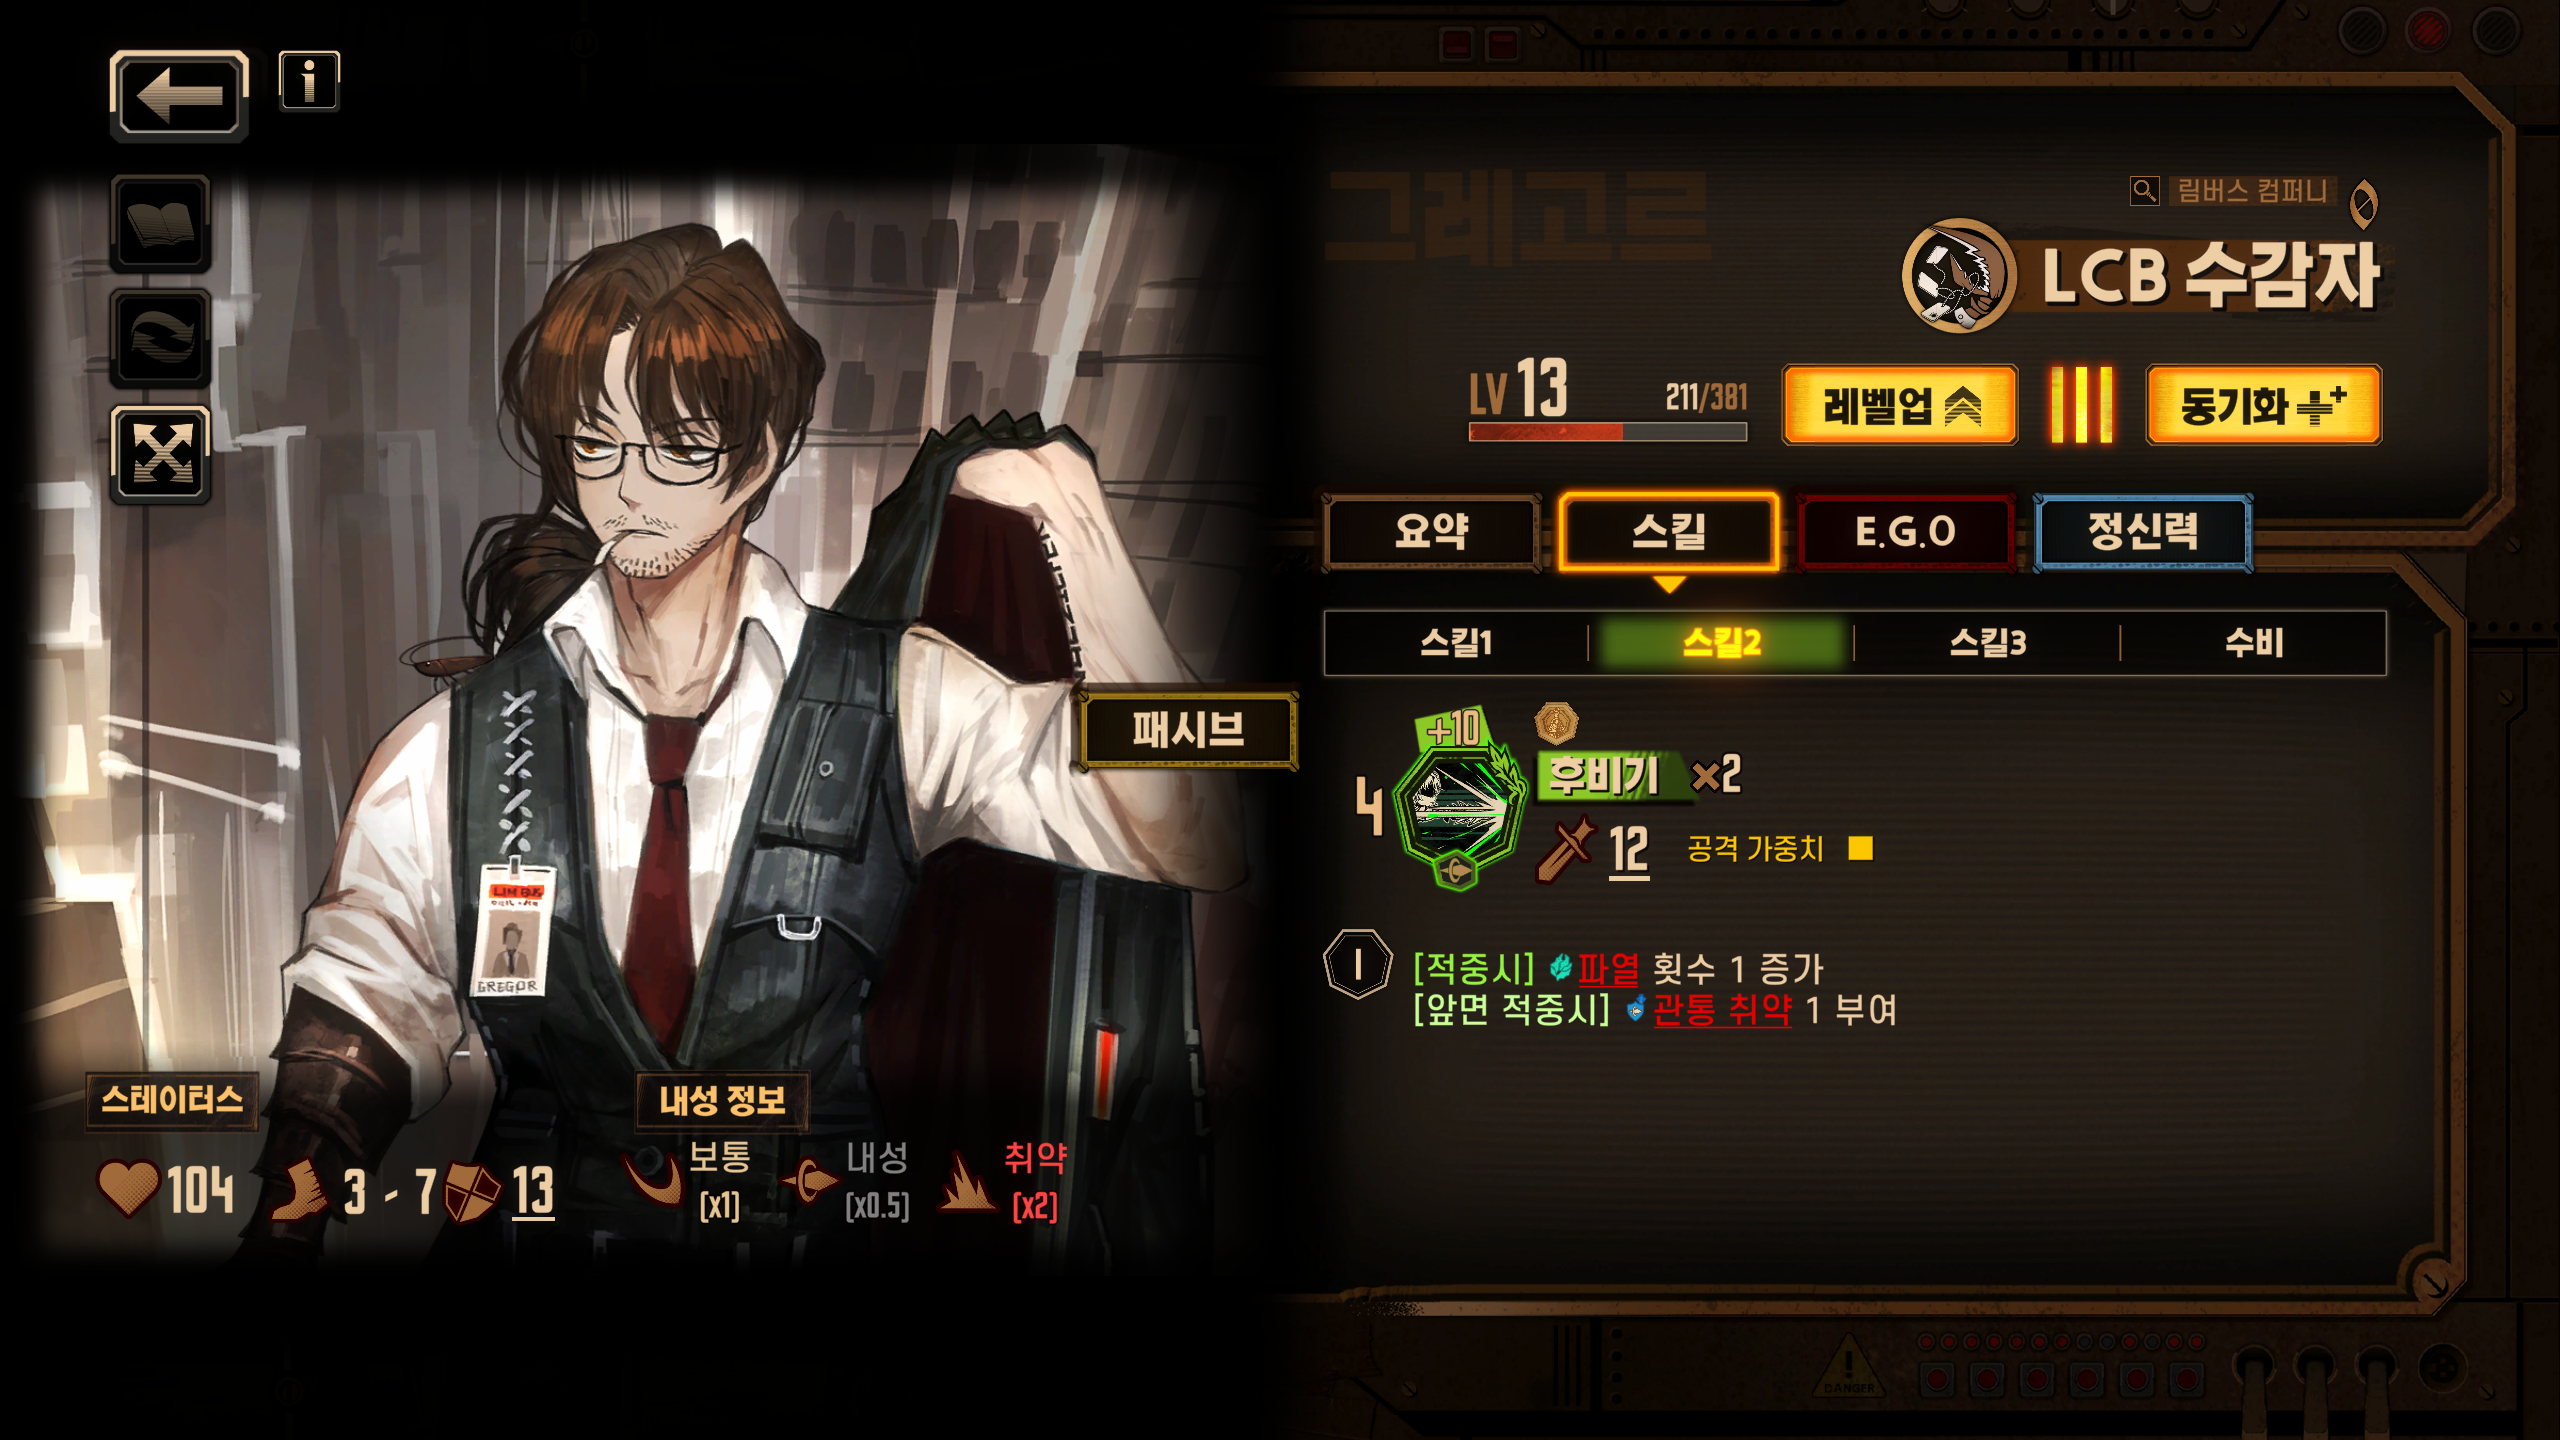 그레고르
림버스 컴퍼니
LCB 수감자
LV 13
211/381
레벨업
동기화
요약
스킬
E.G.O
정신력
스킬1
스킬2
스킬3
수비
+10
4
후비기 ×2
12
공격 가중치
I
[적중시] 파열 횟수 1 증가
[앞면 적중시] 관통 취약 1 부여
패시브
GREGOR
스테이터스
104
3 - 7
13
내성 정보
보통
[x1]
내성
[x0.5]
취약
[x2]
DANGER